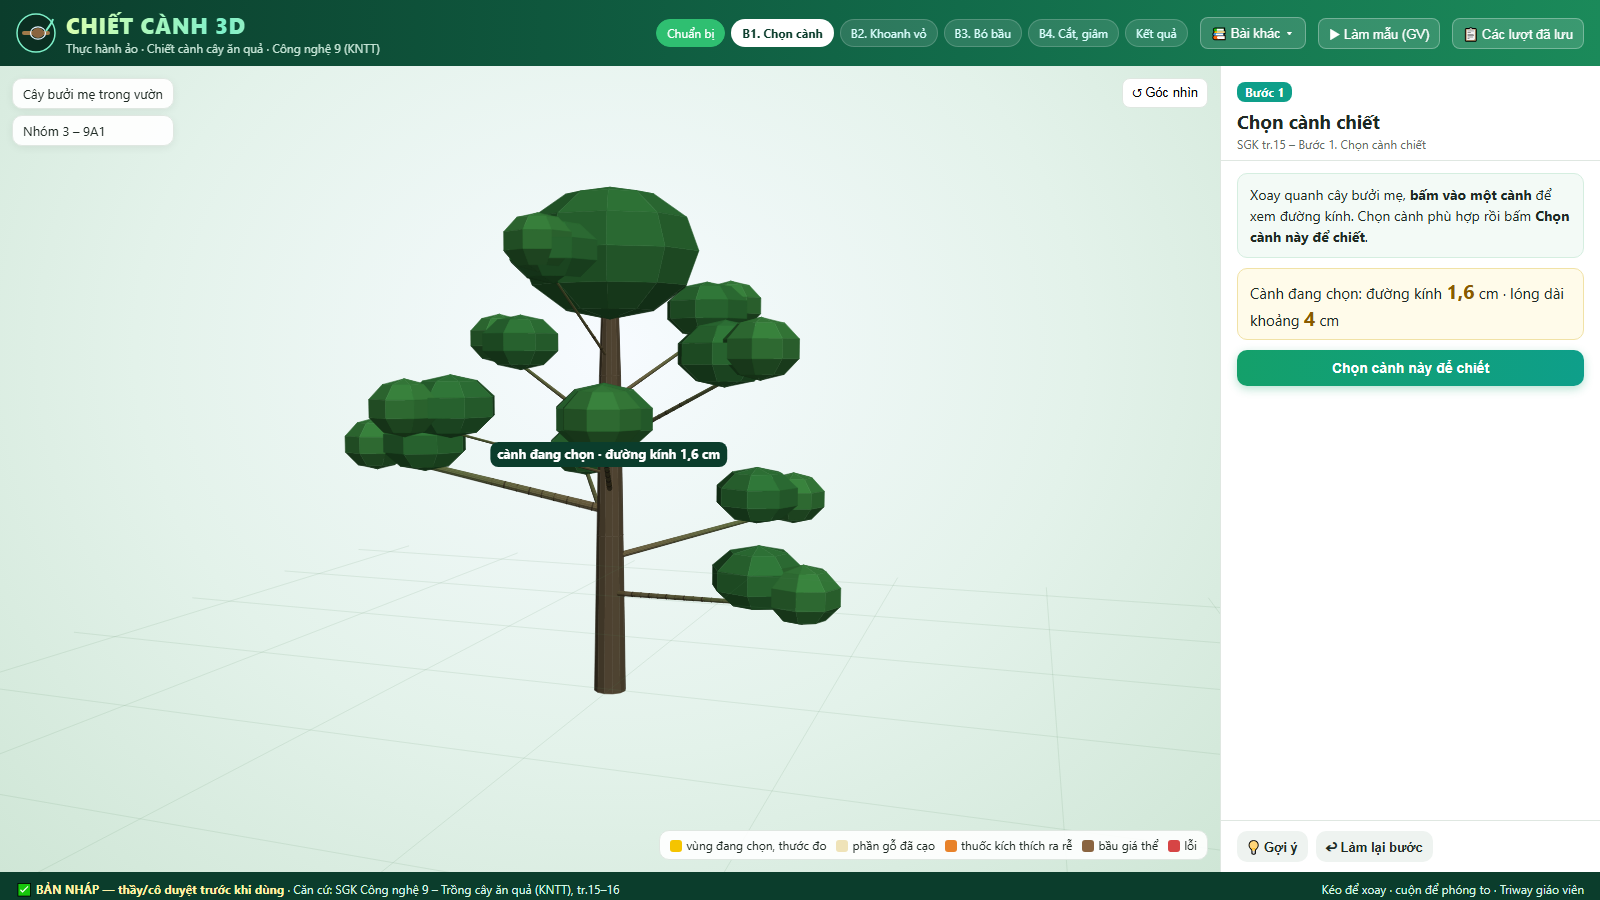 CHIẾT CÀNH 3D
Thực hành ảo · Chiết cành cây ăn quả · Công nghệ 9 (KNTT)
Chuẩn bị
B1. Chọn cành
B2. Khoanh vỏ
B3. Bó bầu
B4. Cắt, giâm
Kết quả
Bài khác
Làm mẫu (GV)
Các lượt đã lưu
Cây bưởi mẹ trong vườn
Nhóm 3 – 9A1
Góc nhìn
cành đang chọn · đường kính 1,6 cm
vùng đang chọn, thước đo
phần gỗ đã cạo
thuốc kích thích ra rễ
bầu giá thể
lỗi
Bước 1
Chọn cành chiết
SGK tr.15 – Bước 1. Chọn cành chiết
Xoay quanh cây bưởi mẹ, bấm vào một cành để
xem đường kính. Chọn cành phù hợp rồi bấm Chọn
cành này để chiết.
Cành đang chọn: đường kính 1,6 cm · lóng dài
khoảng 4 cm
Chọn cành này để chiết
Gợi ý
Làm lại bước
BẢN NHÁP — thầy/cô duyệt trước khi dùng · Căn cứ: SGK Công nghệ 9 – Trồng cây ăn quả (KNTT), tr.15–16
Kéo để xoay · cuộn để phóng to · Triway giáo viên